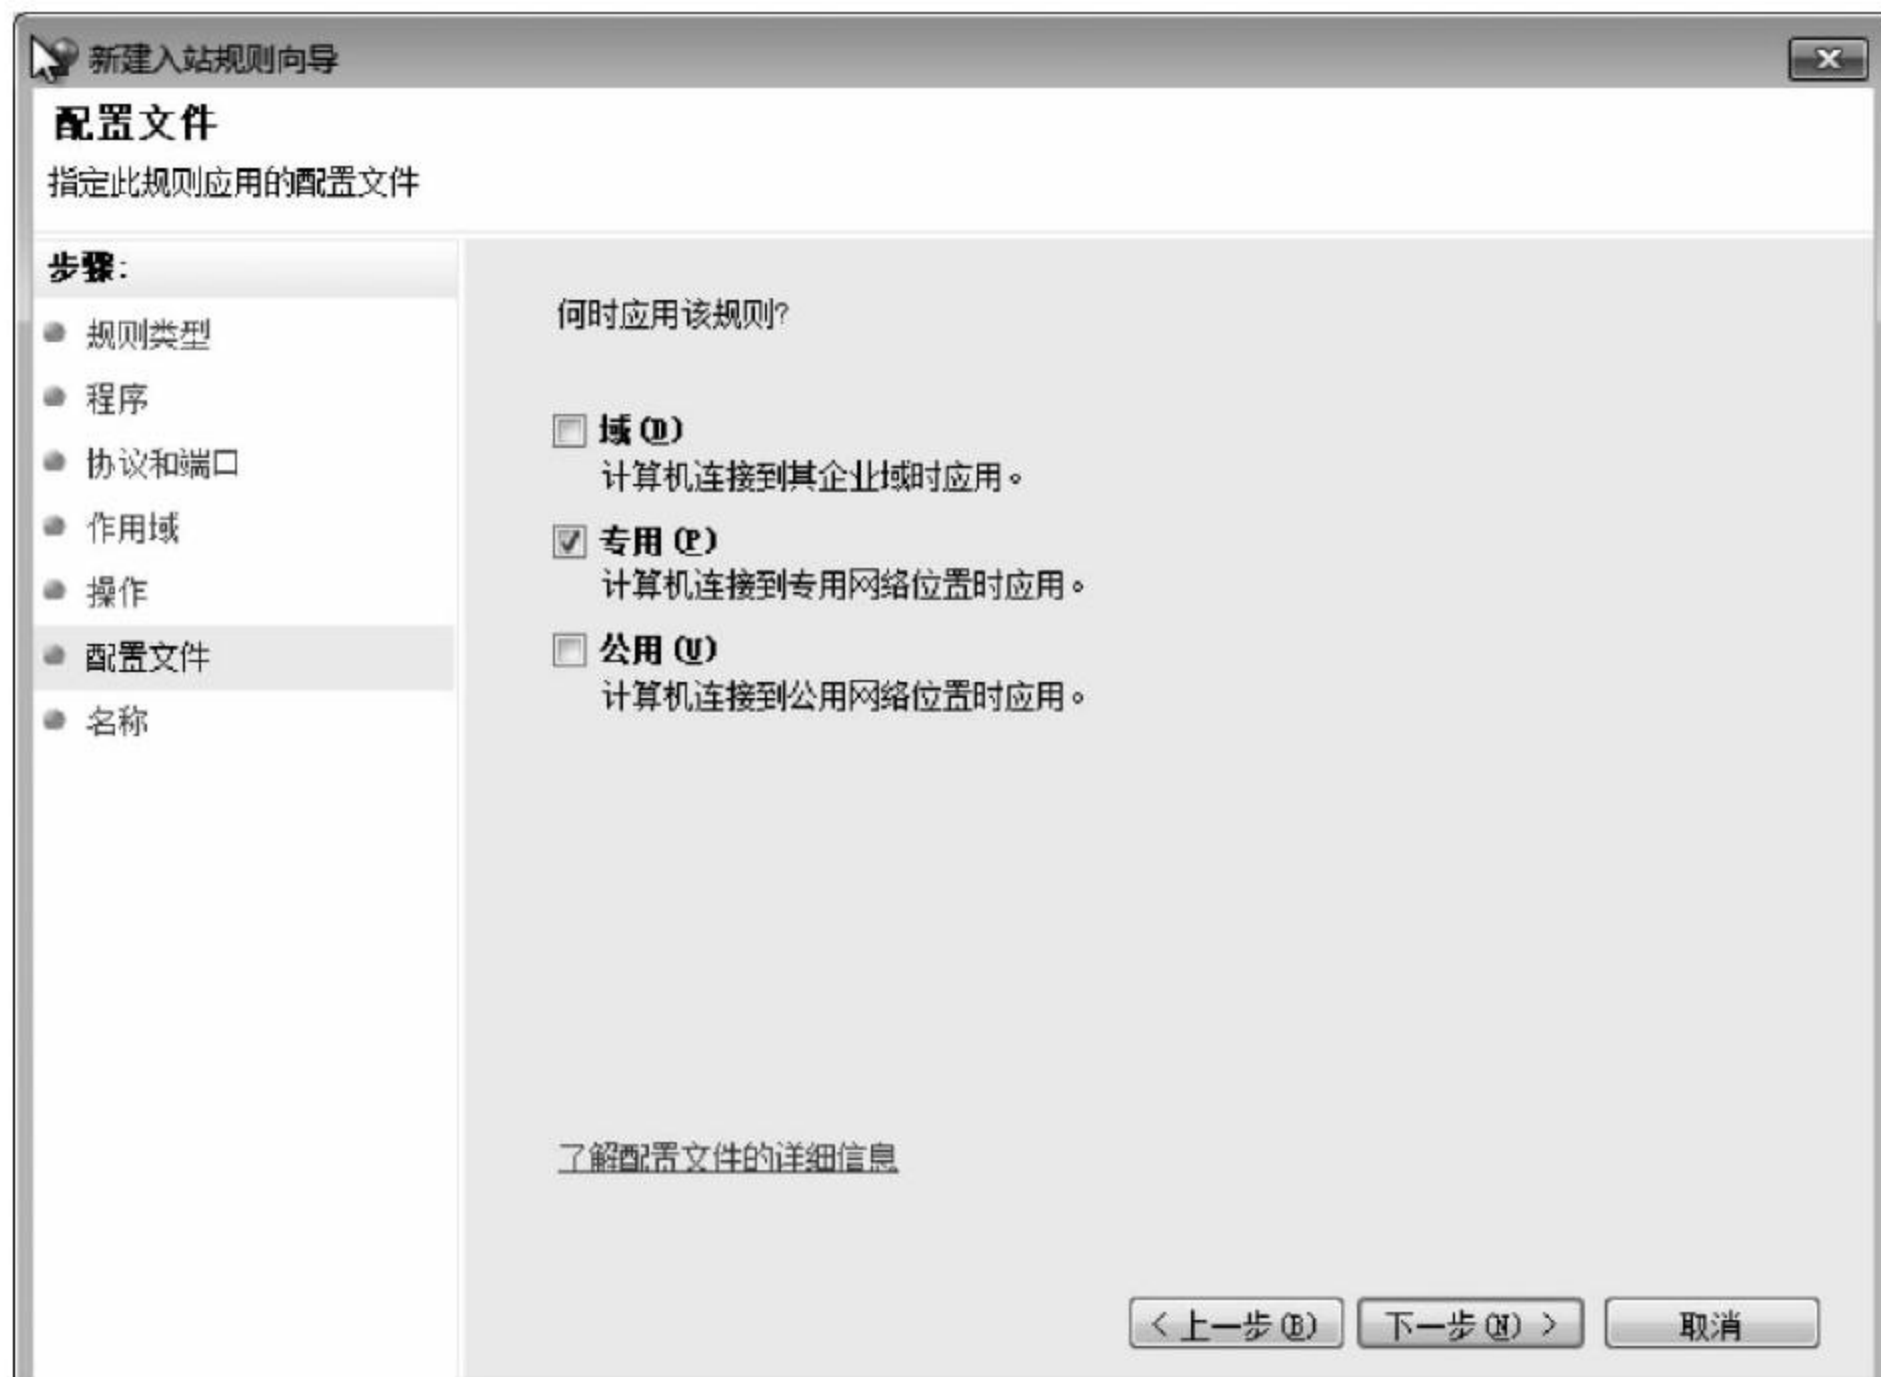 新建入站规则向导
配置文件
指定此规则应用的配置文件
步骤:
规则类型
程序
协议和端口
作用域
操作
配置文件
名称
何时应用该规则?
域(D)
计算机连接到其企业域时应用。
专用(P)
计算机连接到专用网络位置时应用。
公用(U)
计算机连接到公用网络位置时应用。
了解配置文件的详细信息
< 上一步(B) 下一步(N) > 取消